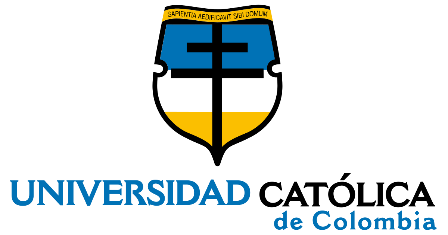 SAPIENTIA AEDIFICAVIT SIBI DOMUM
UNIVERSIDAD CATÓLICA
de Colombia